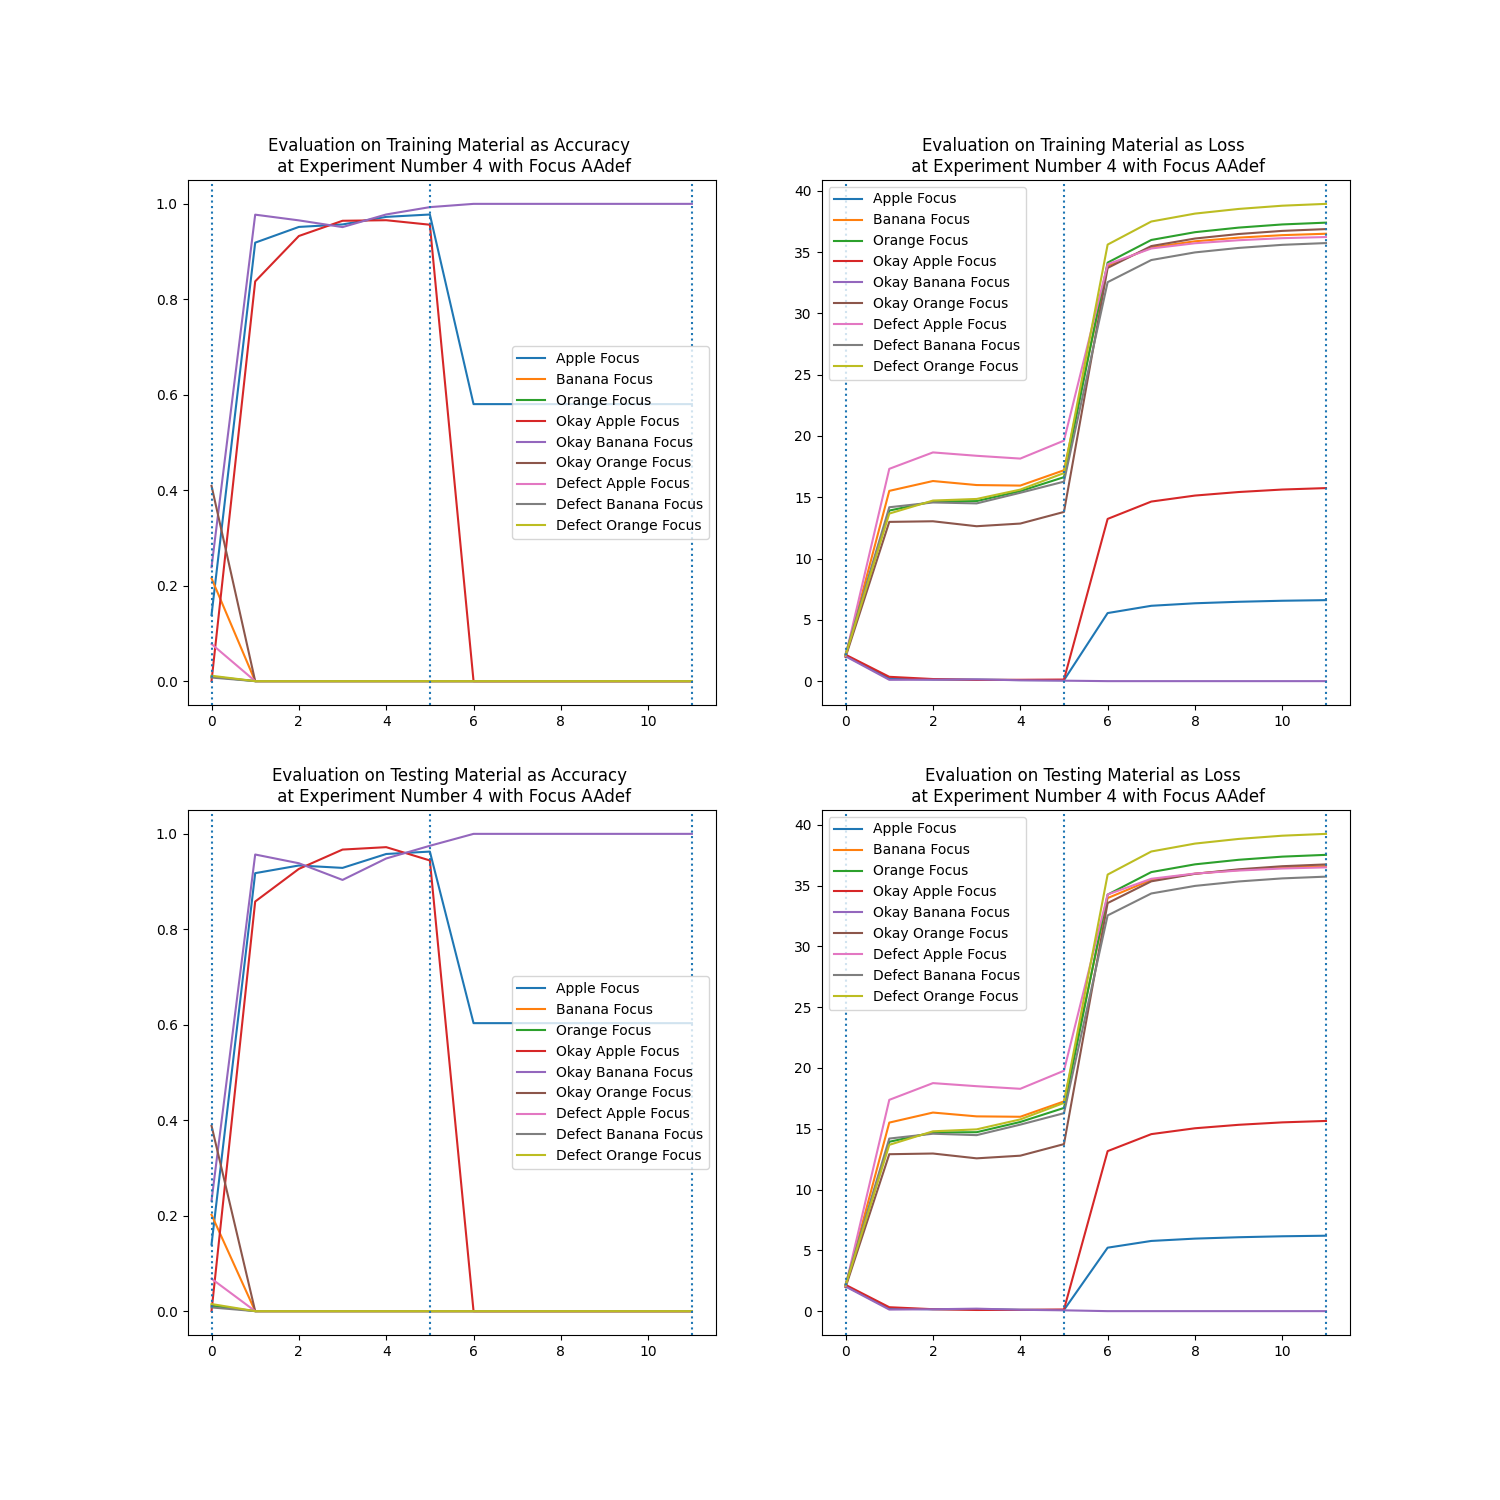 Evaluation on Training Material as Accuracy
at Experiment Number 4 with Focus AAdef
1.0
0.8
0.6
0.4
0.2
0.0
0 2 4 6 8 10
Apple Focus
Banana Focus
Orange Focus
Okay Apple Focus
Okay Banana Focus
Okay Orange Focus
Defect Apple Focus
Defect Banana Focus
Defect Orange Focus
Evaluation on Training Material as Loss
at Experiment Number 4 with Focus AAdef
40
35
30
25
20
15
10
5
0
0 2 4 6 8 10
Apple Focus
Banana Focus
Orange Focus
Okay Apple Focus
Okay Banana Focus
Okay Orange Focus
Defect Apple Focus
Defect Banana Focus
Defect Orange Focus
Evaluation on Testing Material as Accuracy
at Experiment Number 4 with Focus AAdef
1.0
0.8
0.6
0.4
0.2
0.0
0 2 4 6 8 10
Apple Focus
Banana Focus
Orange Focus
Okay Apple Focus
Okay Banana Focus
Okay Orange Focus
Defect Apple Focus
Defect Banana Focus
Defect Orange Focus
Evaluation on Testing Material as Loss
at Experiment Number 4 with Focus AAdef
40
35
30
25
20
15
10
5
0
0 2 4 6 8 10
Apple Focus
Banana Focus
Orange Focus
Okay Apple Focus
Okay Banana Focus
Okay Orange Focus
Defect Apple Focus
Defect Banana Focus
Defect Orange Focus